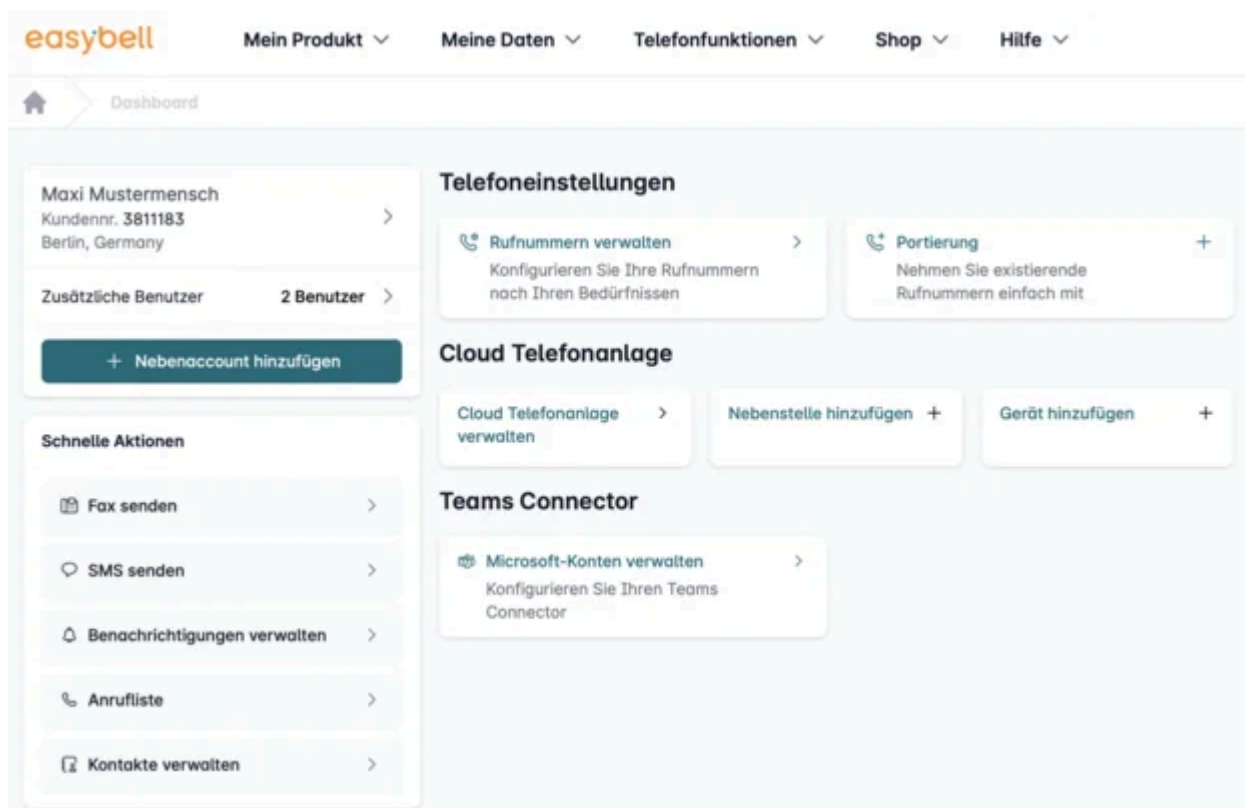 easybell
Mein Produkt
Meine Daten
Telefonfunktionen
Shop
Hilfe
Dashboard
Maxi Mustermensch
Kundennr. 3811183
Berlin, Germany
Zusätzliche Benutzer 2 Benutzer
+ Nebenaccount hinzufügen
Schnelle Aktionen
Fax senden
SMS senden
Benachrichtigungen verwalten
Anrufliste
Kontakte verwalten
Telefoneinstellungen
Rufnummern verwalten
Konfigurieren Sie Ihre Rufnummern
nach Ihren Bedürfnissen
Portierung +
Nehmen Sie existierende
Rufnummern einfach mit
Cloud Telefonanlage
Cloud Telefonanlage
verwalten
Nebenstelle hinzufügen +
Gerät hinzufügen +
Teams Connector
Microsoft-Konten verwalten
Konfigurieren Sie Ihren Teams
Connector